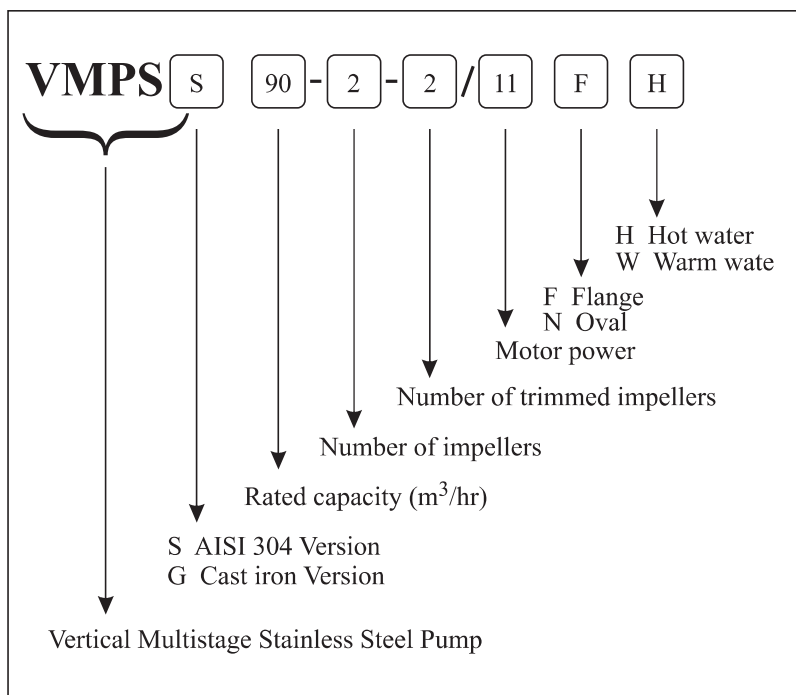 VMPS S 90 - 2 - 2 / 11 F H
H Hot water
W Warm wate
F Flange
N Oval
Motor power
Number of trimmed impellers
Number of impellers
Rated capacity (m³/hr)
S AISI 304 Version
G Cast iron Version
Vertical Multistage Stainless Steel Pump